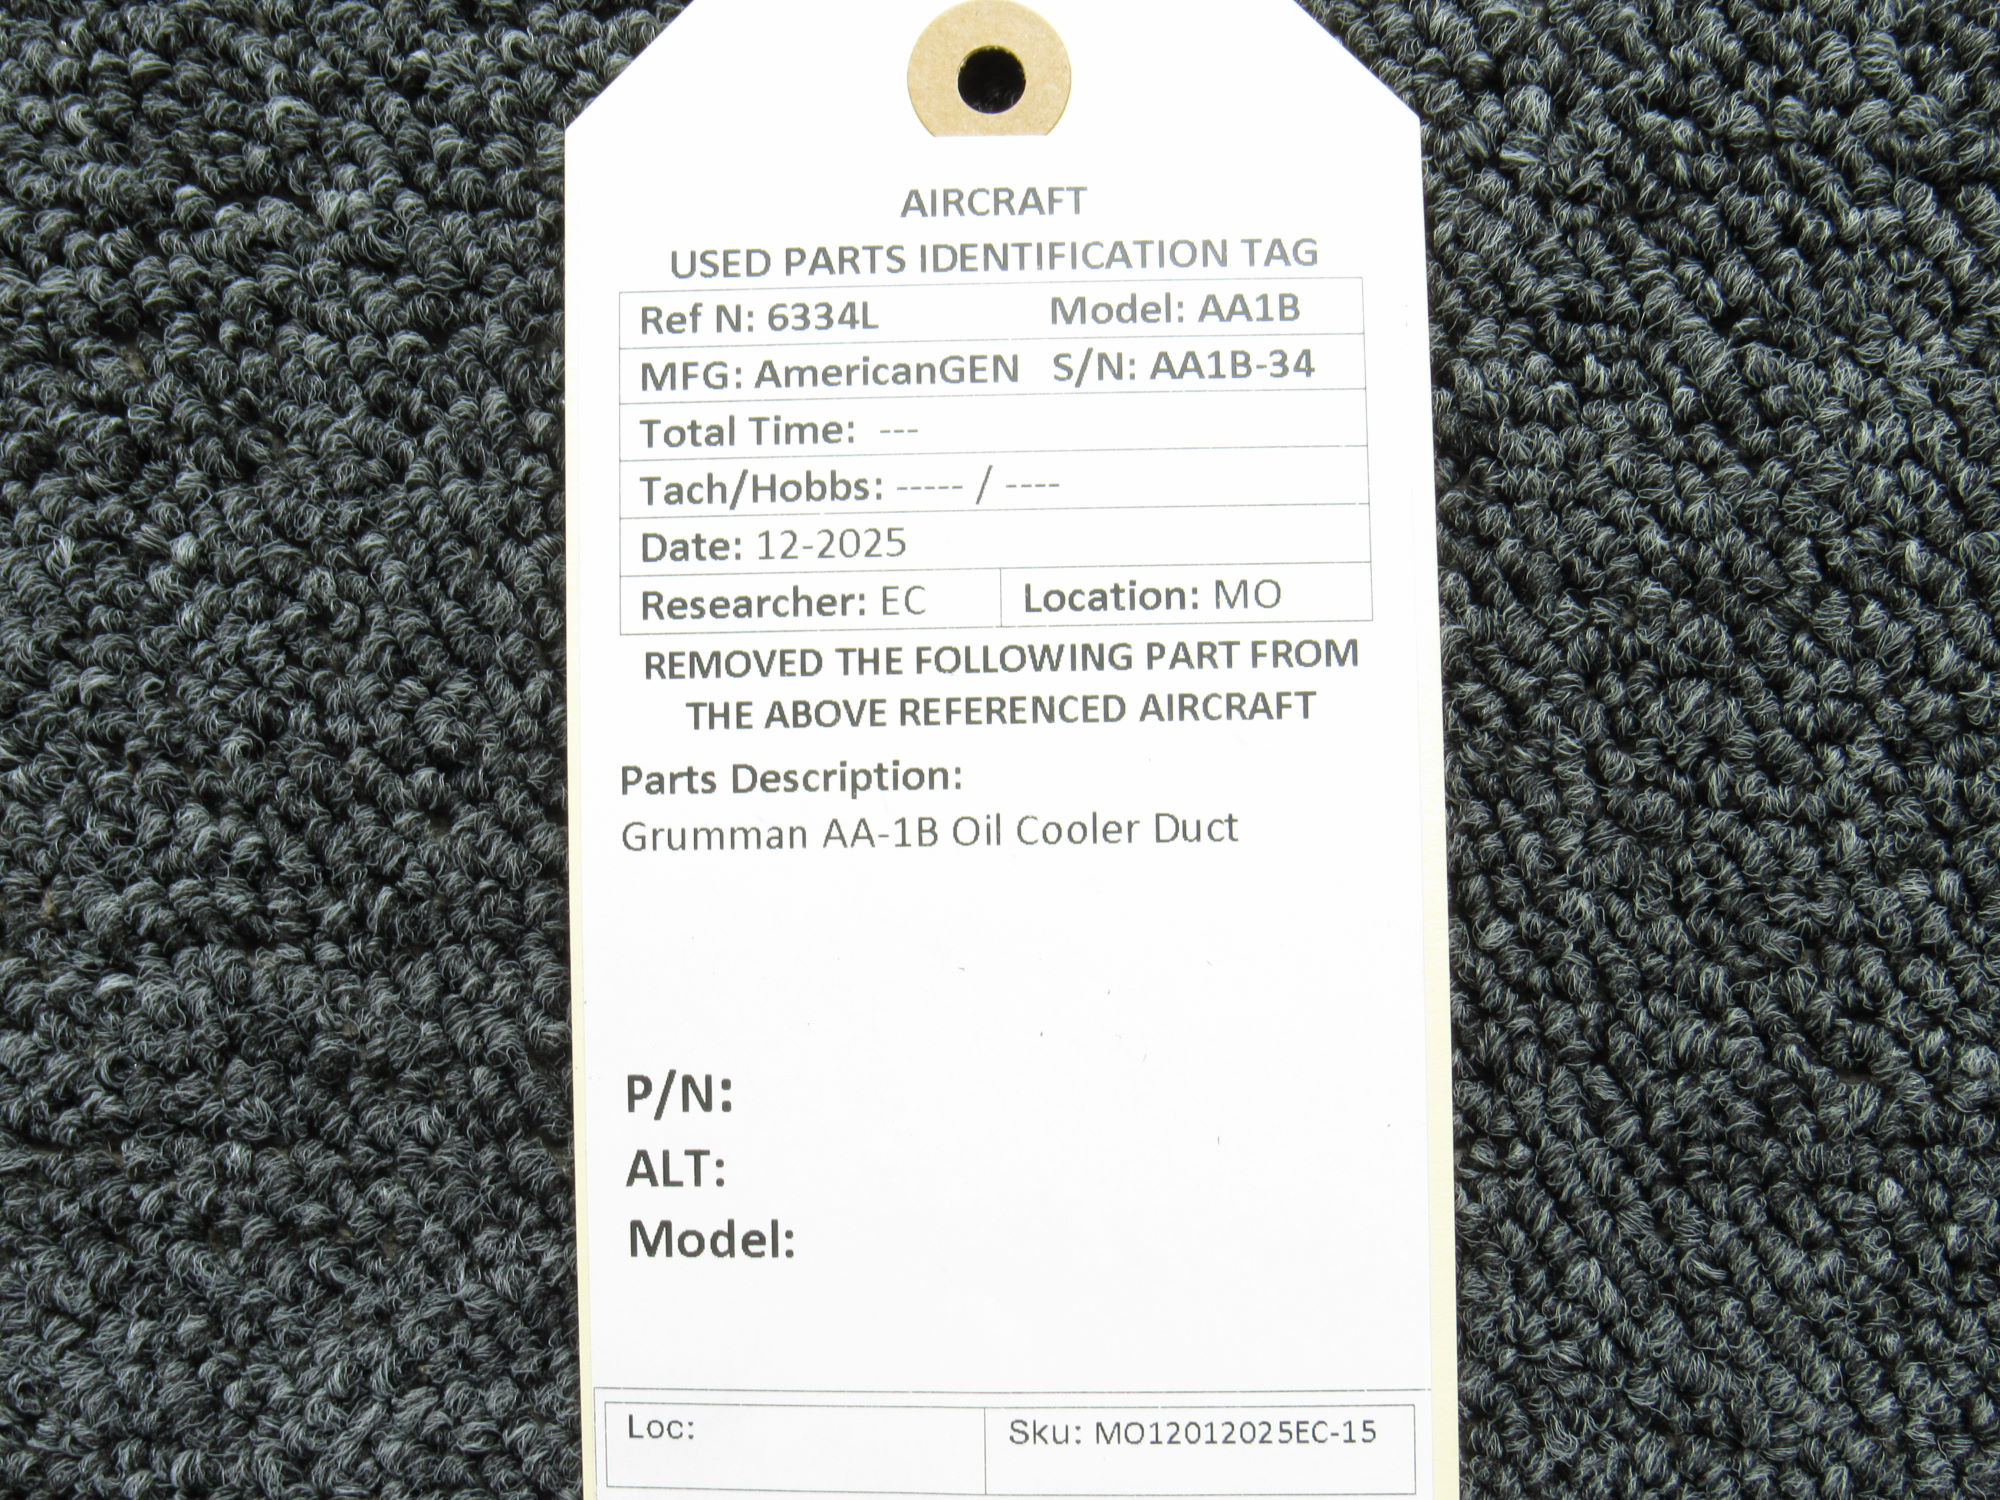 AIRCRAFT
USED PARTS IDENTIFICATION TAG
Ref N: 6334L Model: AA1B
MFG: AmericanGEN S/N: AA1B-34
Total Time: ---
Tach/Hobbs: ----- / ----
Date: 12-2025
Researcher: EC Location: MO
REMOVED THE FOLLOWING PART FROM
THE ABOVE REFERENCED AIRCRAFT
Parts Description:
Grumman AA-1B Oil Cooler Duct
P/N:
ALT:
Model:
Loc: Sku: MO12012025EC-15